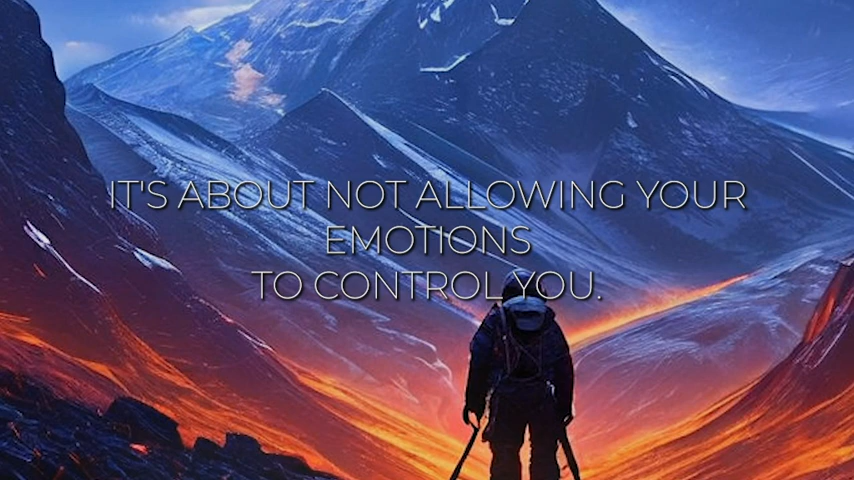 IT'S ABOUT NOT ALLOWING YOUR
EMOTIONS
TO CONTROL YOU.